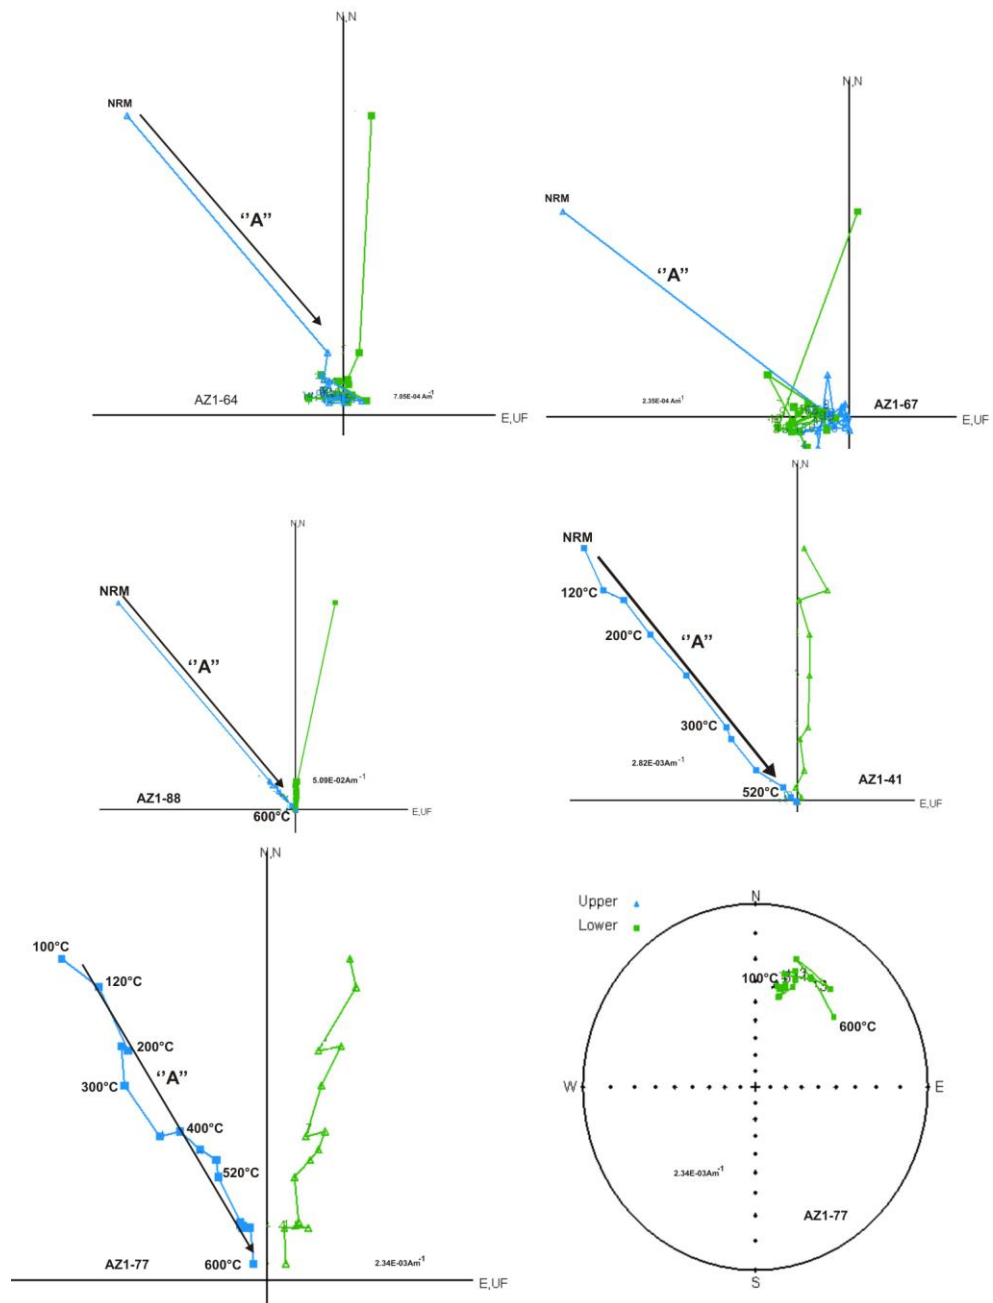 N,N
NRM
‘‘A’’
AZ1-64
7.05E-04 Am-1
E,UF
N,N
NRM
‘‘A’’
2.35E-04 Am-1
AZ1-67
E,UF
N,N
NRM
‘‘A’’
5.09E-02Am-1
AZ1-88
600°C
E,UF
N,N
NRM
120°C
200°C
‘‘A’’
300°C
2.82E-03Am-1
AZ1-41
520°C
E,UF
N,N
100°C
120°C
200°C
‘‘A’’
300°C
400°C
520°C
AZ1-77
600°C
2.34E-03Am-1
E,UF
Upper
Lower
N
100°C
600°C
W
E
2.34E-03Am-1
AZ1-77
S